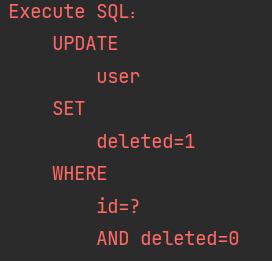 Execute SQL:
UPDATE
user
SET
deleted=1
WHERE
id=?
AND deleted=0